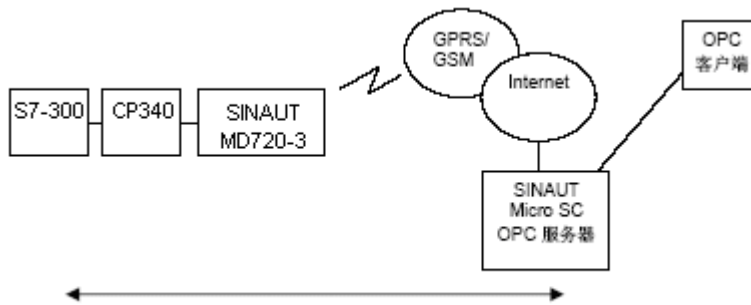 S7-300
CP340
SINAUT
MD720-3
GPRS/
GSM
Internet
OPC
客户端
SINAUT
Micro SC
OPC 服务器